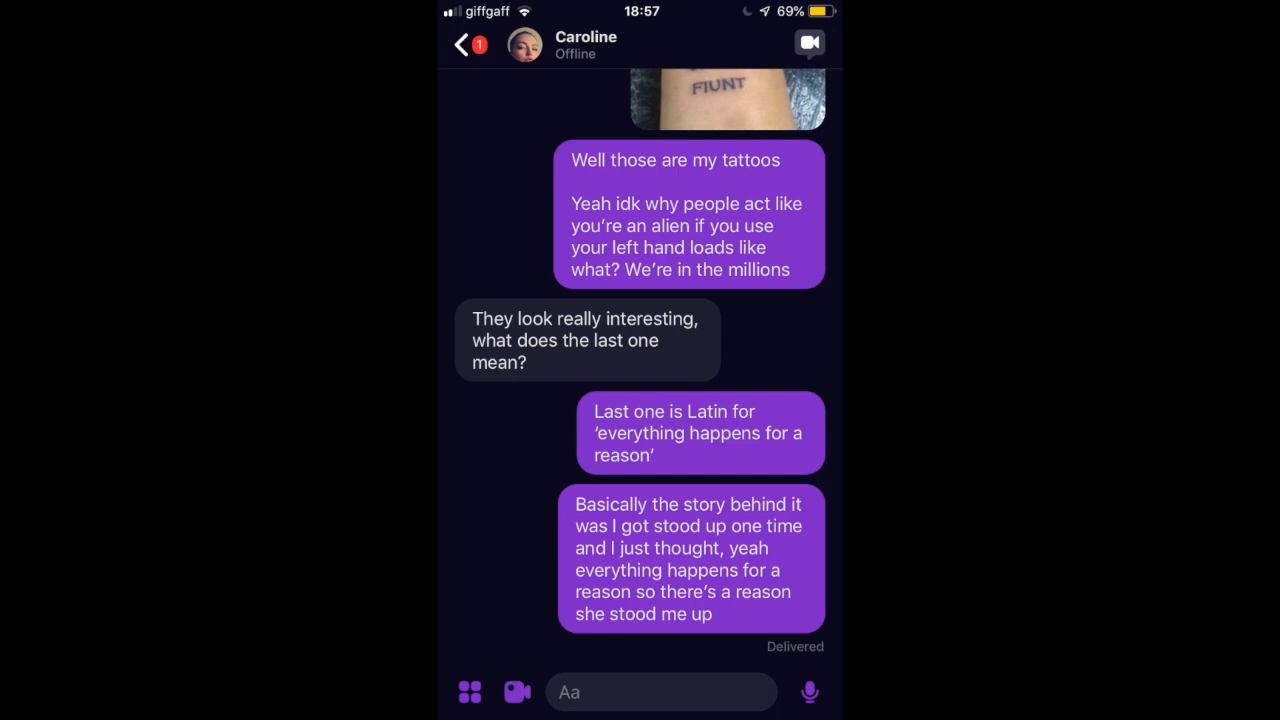 giffgaff
18:57
69%
1
Caroline
Offline
FIUNT
Well those are my tattoos
Yeah idk why people act like
you’re an alien if you use
your left hand loads like
what? We’re in the millions
They look really interesting,
what does the last one
mean?
Last one is Latin for
‘everything happens for a
reason’
Basically the story behind it
was I got stood up one time
and I just thought, yeah
everything happens for a
reason so there’s a reason
she stood me up
Delivered
Aa